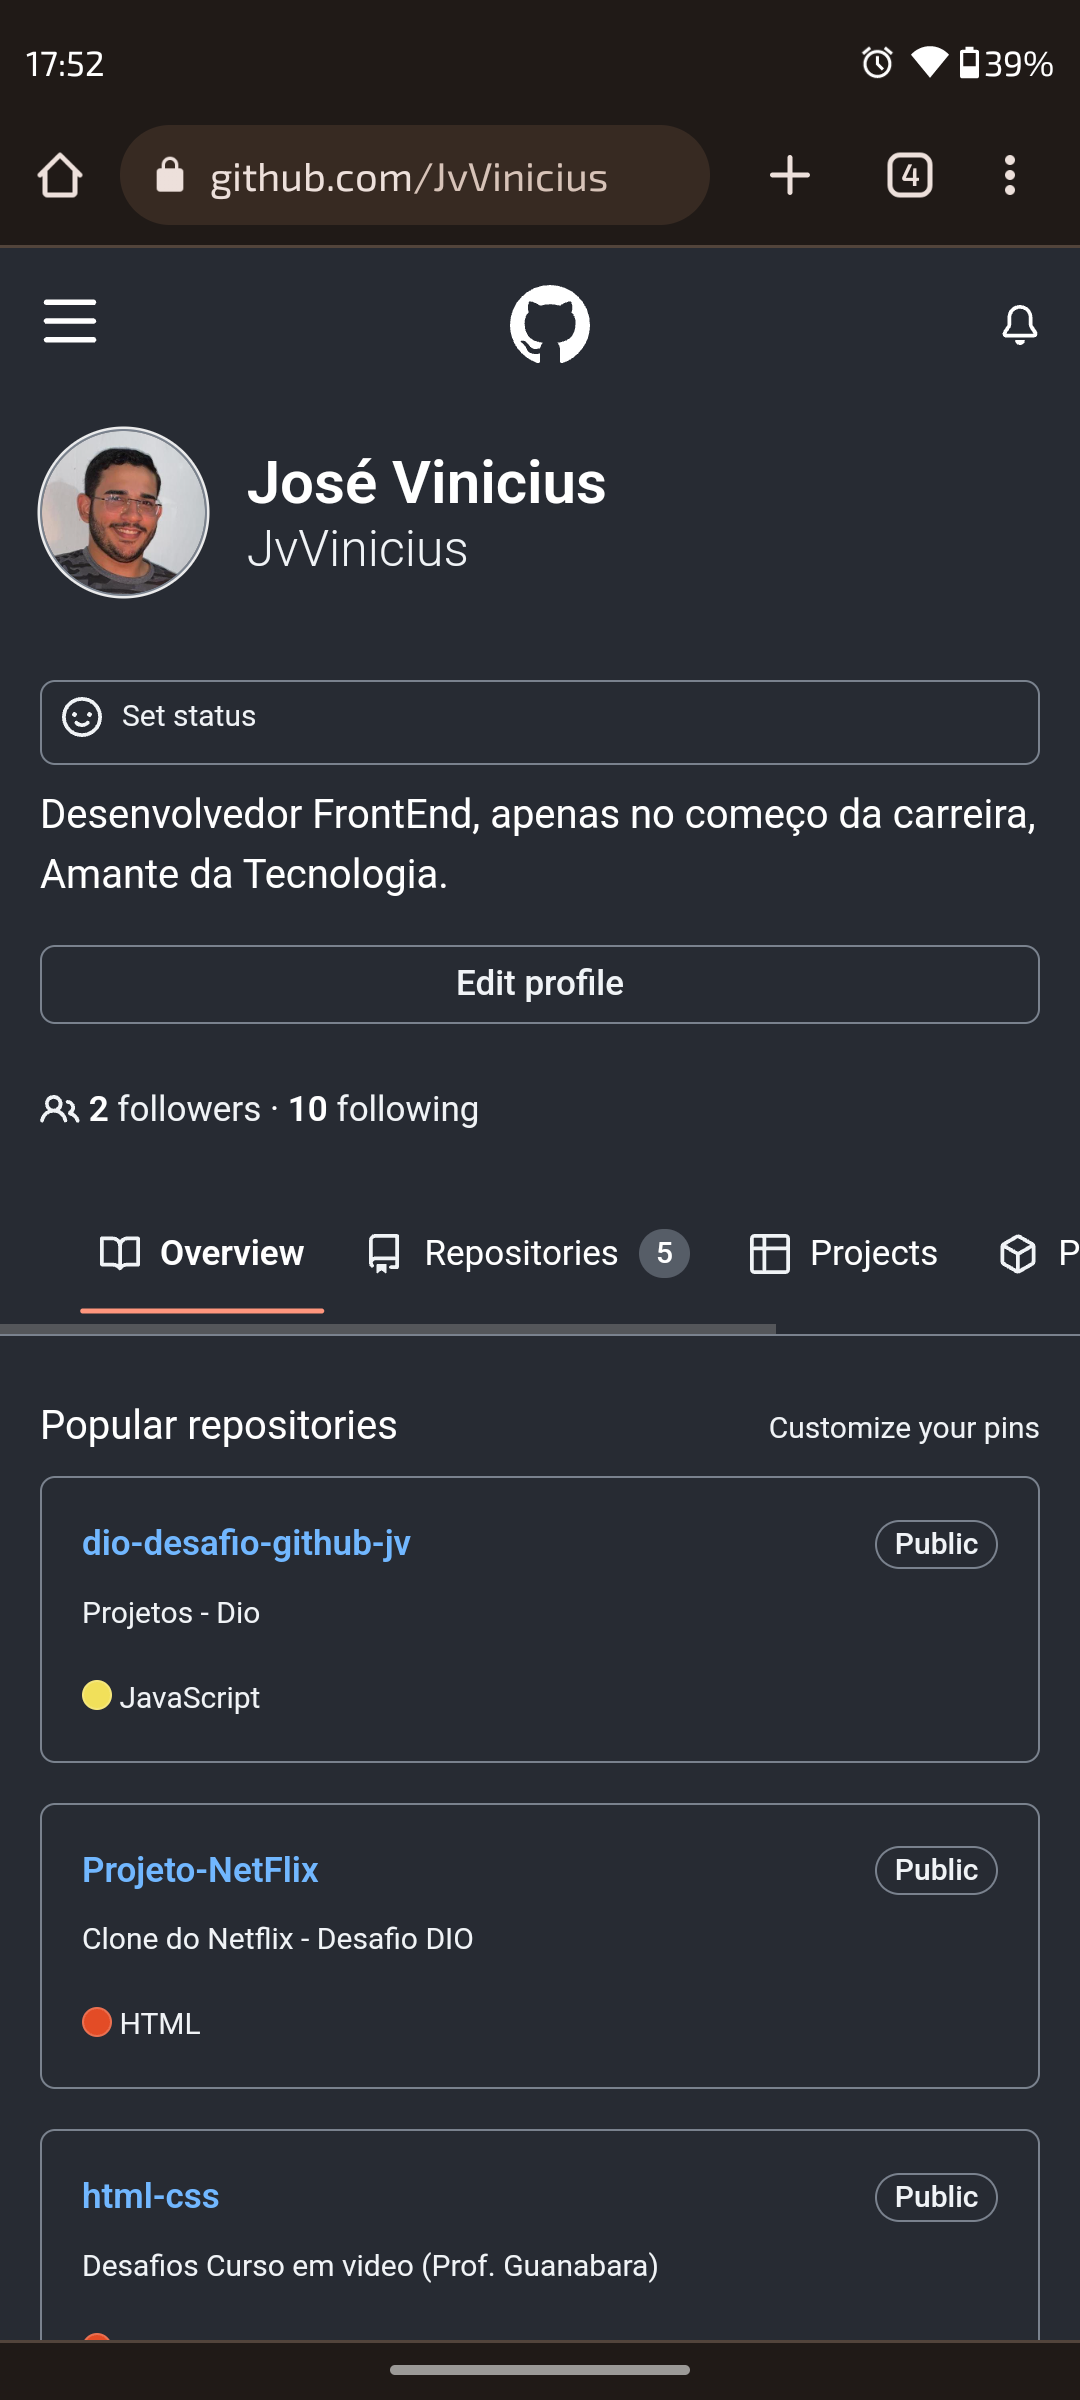 17:52
39%
github.com/JvVinicius
4
José Vinicius
JvVinicius
Set status
Desenvolvedor FrontEnd, apenas no começo da carreira,
Amante da Tecnologia.
Edit profile
2 followers · 10 following
Overview Repositories 5 Projects P
Popular repositories Customize your pins
dio-desafio-github-jv Public
Projetos - Dio
JavaScript
Projeto-NetFlix Public
Clone do Netflix - Desafio DIO
HTML
html-css Public
Desafios Curso em video (Prof. Guanabara)